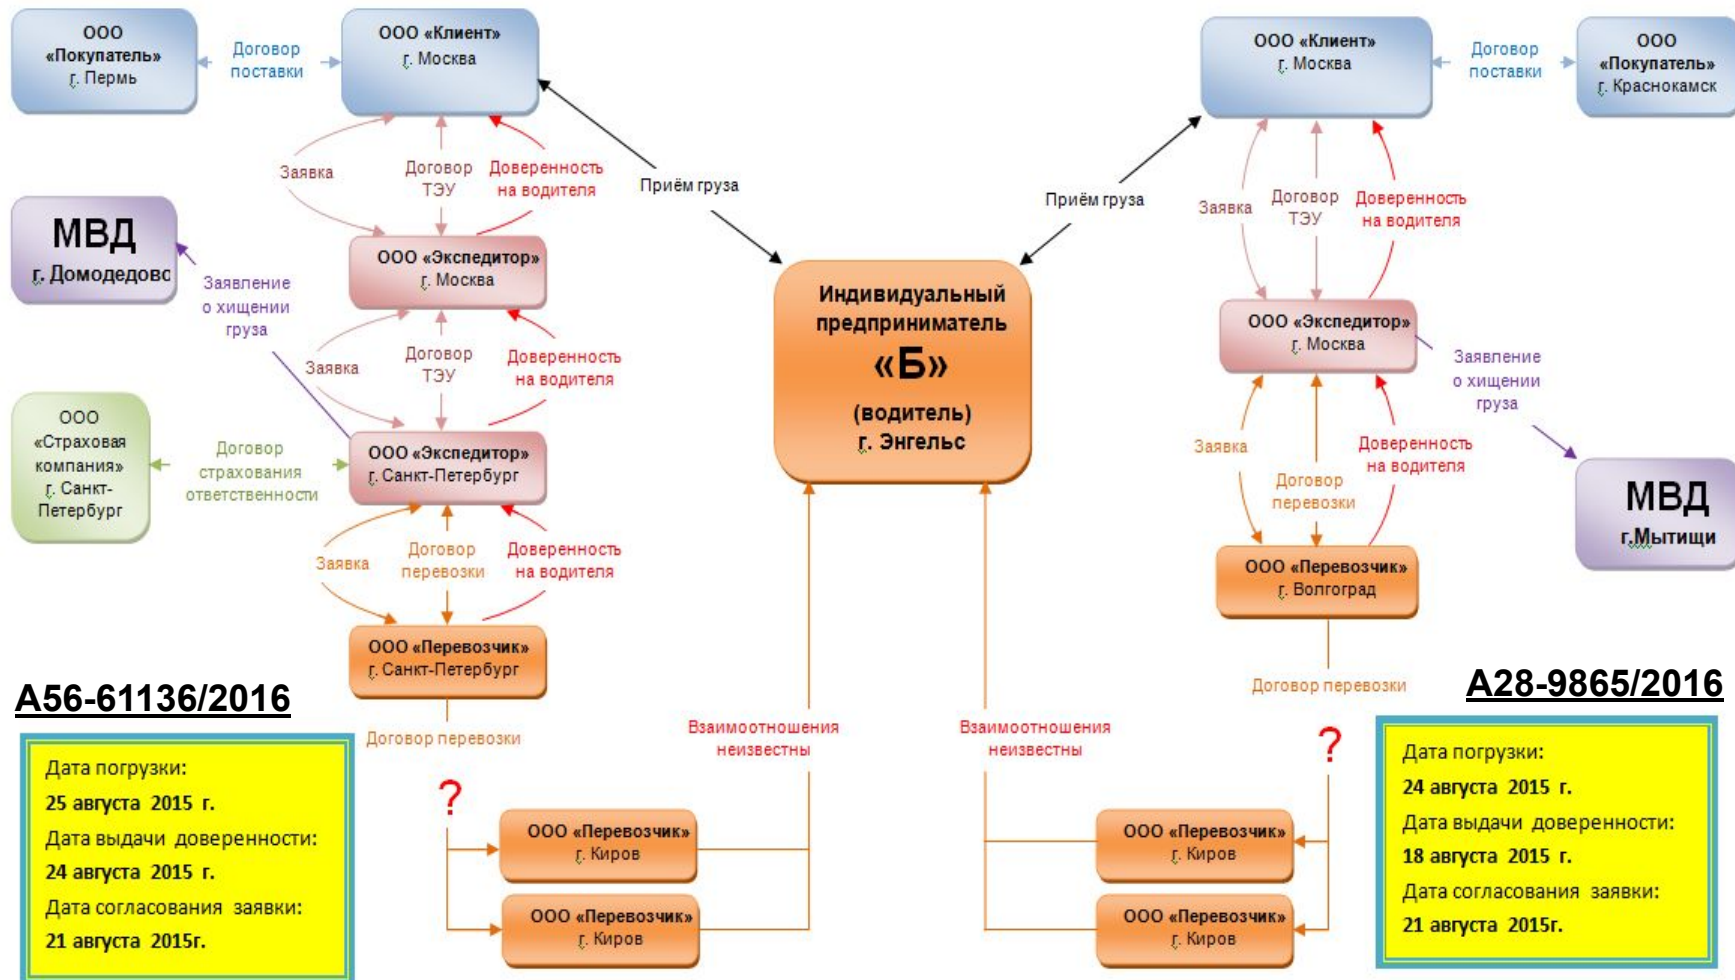 ООО
«Покупатель»
г. Пермь
Договор
поставки
ООО «Клиент»
г. Москва
Заявка
Договор
ТЭУ
Доверенность
на водителя
Приём груза
МВД
г. Домодедово
Заявление
о хищении
груза
ООО «Экспедитор»
г. Москва
Заявка
Договор
ТЭУ
Доверенность
на водителя
ООО
«Страховая
компания»
г. Санкт-
Петербург
Договор
страхования
ответственности
ООО «Экспедитор»
г. Санкт-Петербург
Заявка
Договор
перевозки
Доверенность
на водителя
ООО «Перевозчик»
г. Санкт-Петербург
Договор перевозки
А56-61136/2016
Дата погрузки:
25 августа 2015 г.
Дата выдачи доверенности:
24 августа 2015 г.
Дата согласования заявки:
21 августа 2015г.
?
ООО «Перевозчик»
г. Киров
ООО «Перевозчик»
г. Киров
Взаимоотношения
неизвестны
Индивидуальный
предприниматель
«Б»
(водитель)
г. Энгельс
Взаимоотношения
неизвестны
?
ООО «Перевозчик»
г. Киров
ООО «Перевозчик»
г. Киров
Приём груза
ООО «Клиент»
г. Москва
Договор
поставки
ООО
«Покупатель»
г. Краснокамск
Заявка
Договор
ТЭУ
Доверенность
на водителя
ООО «Экспедитор»
г. Москва
Заявление
о хищении
груза
МВД
г.Мытищи
Заявка
Договор
перевозки
Доверенность
на водителя
ООО «Перевозчик»
г. Волгоград
Договор перевозки
А28-9865/2016
Дата погрузки:
24 августа 2015 г.
Дата выдачи доверенности:
18 августа 2015 г.
Дата согласования заявки:
21 августа 2015г.